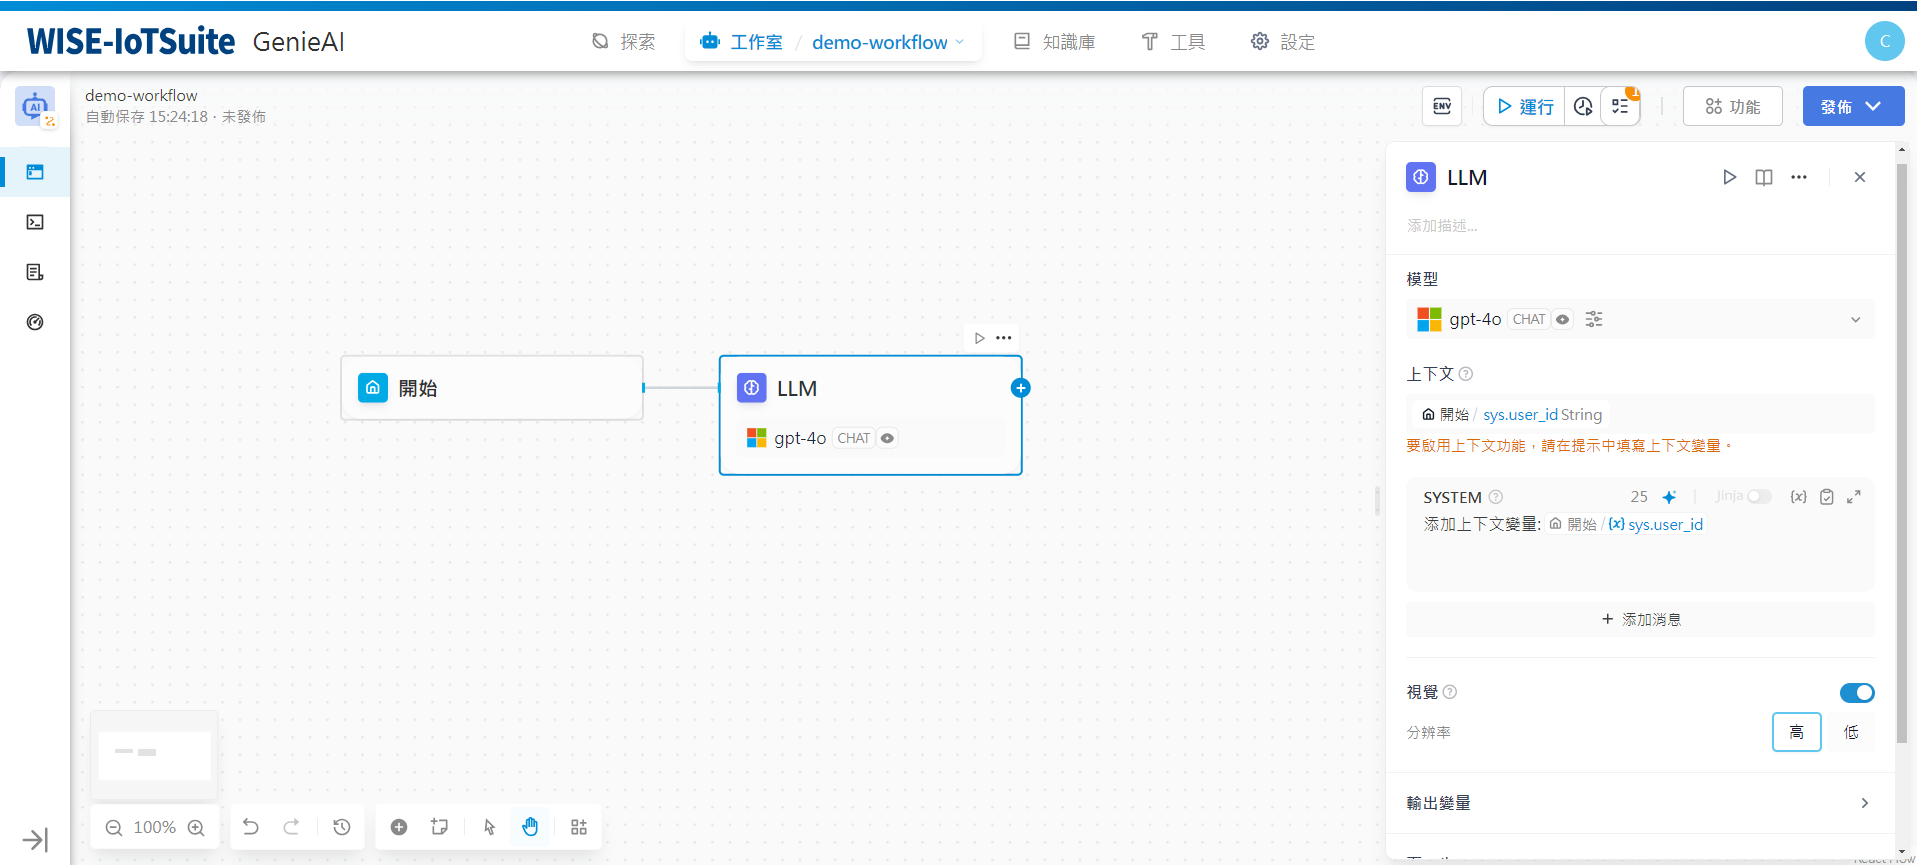 WISE-IoTSuite GenieAI
探索
工作室 / demo-workflow
知識庫
工具
設定
C
demo-workflow
自動保存 15:24:18 · 未發佈
ENV
運行
1
功能
發佈
開始
LLM
gpt-4o CHAT
LLM
添加描述...
模型
gpt-4o CHAT
上下文
開始 / sys.user_id String
要啟用上下文功能，請在提示中填寫上下文變量。
SYSTEM 25 Jinja {x}
添加上下文變量: 開始 / {x} sys.user_id
+ 添加消息
視覺
分辨率 高 低
輸出變量
100%